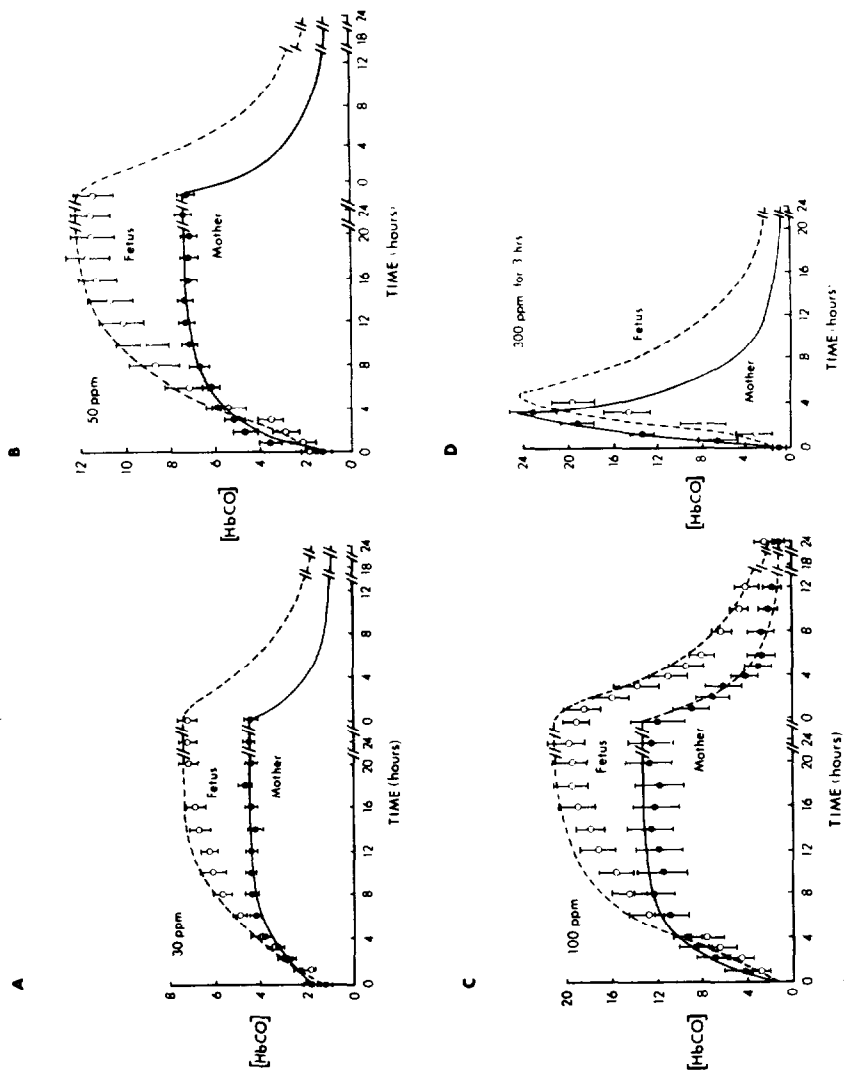 A
30 ppm
[HbCO]
8
6
4
2
0
Fetus
Mother
0 4 8 12 16 20 24 0 4 8 12 18 24
TIME (hours)
B
50 ppm
[HbCO]
12
10
8
6
4
2
0
Fetus
Mother
0 4 8 12 16 20 24 0 4 8 12 18 24
TIME (hours)
C
100 ppm
[HbCO]
20
16
12
8
4
0
Fetus
Mother
0 4 8 12 16 20 24 0 4 8 12 18 24
TIME (hours)
D
300 ppm for 3 hrs
[HbCO]
24
20
16
12
8
4
0
Fetus
Mother
0 4 8 12 16 20 24
TIME (hours)